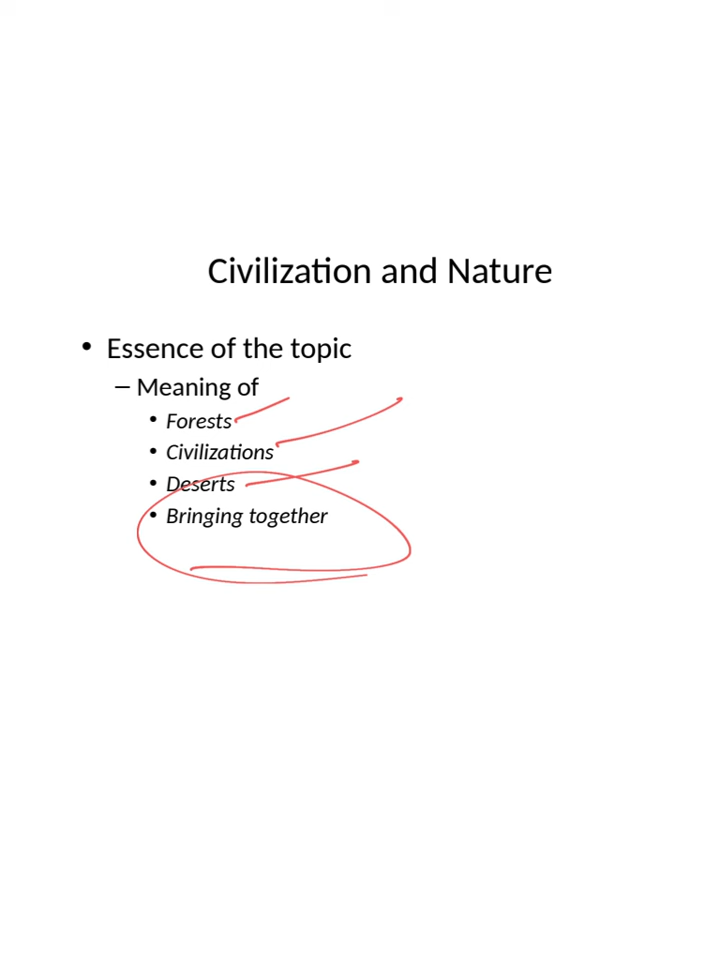 Civilization and Nature
• Essence of the topic
– Meaning of
• Forests
• Civilizations
• Deserts
• Bringing together